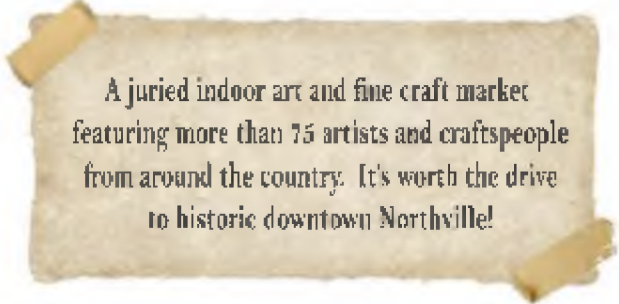 A juried indoor art and fine craft market
featuring more than 75 artists and craftspeople
from around the country. It's worth the drive
to historic downtown Northville!